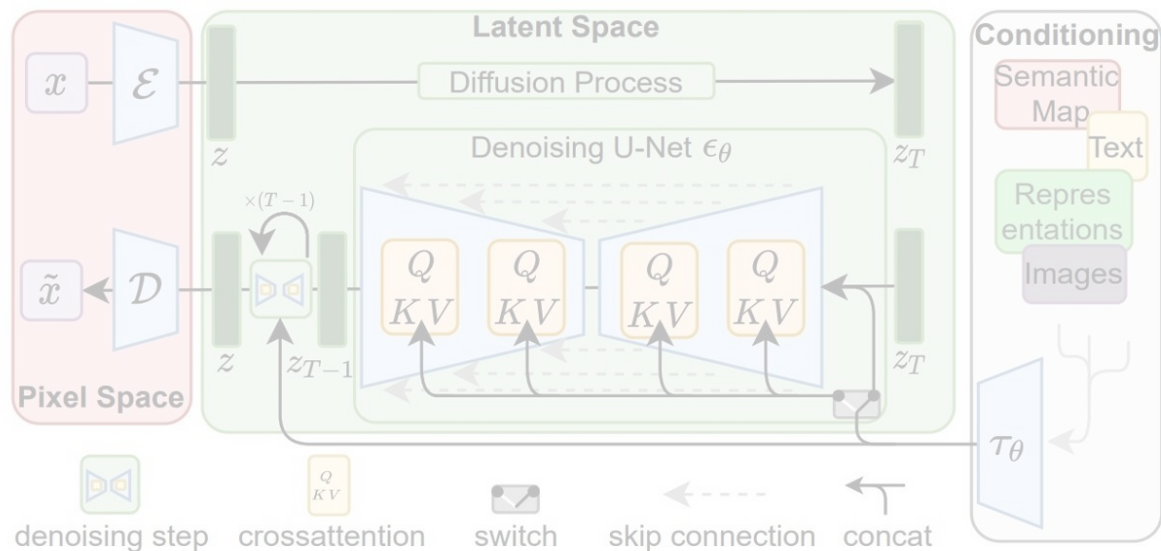 Latent Space
Conditioning
x
ℰ
z
Diffusion Process
z_T
Semantic
Map
Text
Repres
entations
Images
Denoising U-Net ϵ_θ
×(T−1)
Q
KV
Q
KV
Q
KV
Q
KV
x̃
𝒟
z
z_{T−1}
z_T
Pixel Space
τ_θ
Q
KV
denoising step
crossattention
switch
skip connection
concat